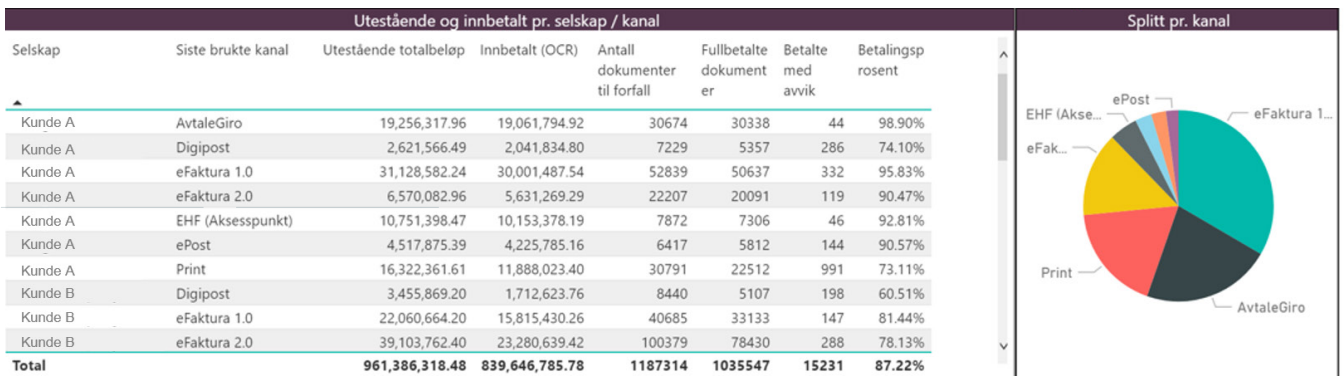 Utestående og innbetalt pr. selskap / kanal
Selskap Siste brukte kanal Utestående totalbeløp Innbetalt (OCR) Antall dokumenter til forfall Fullbetalte dokument er Betalte med avvik Betalingsp rosent
Kunde A AvtaleGiro 19,256,317.96 19,061,794.92 30674 30338 44 98.90%
Kunde A Digipost 2,621,566.49 2,041,834.80 7229 5357 286 74.10%
Kunde A eFaktura 1.0 31,128,582.24 30,001,487.54 52839 50637 332 95.83%
Kunde A eFaktura 2.0 6,570,082.96 5,631,269.29 22207 20091 119 90.47%
Kunde A EHF (Aksesspunkt) 10,751,398.47 10,153,378.19 7872 7306 46 92.81%
Kunde A ePost 4,517,875.39 4,225,785.16 6417 5812 144 90.57%
Kunde A Print 16,322,361.61 11,888,023.40 30791 22512 991 73.11%
Kunde B Digipost 3,455,869.20 1,712,623.76 8440 5107 198 60.51%
Kunde B eFaktura 1.0 22,060,664.20 15,815,430.26 40685 33133 147 81.44%
Kunde B eFaktura 2.0 39,103,762.40 23,280,639.42 100379 78430 288 78.13%
Total 961,386,318.48 839,646,785.78 1187314 1035547 15231 87.22%
Splitt pr. kanal
ePost
EHF (Akse...
eFaktura 1...
eFak...
Print
AvtaleGiro